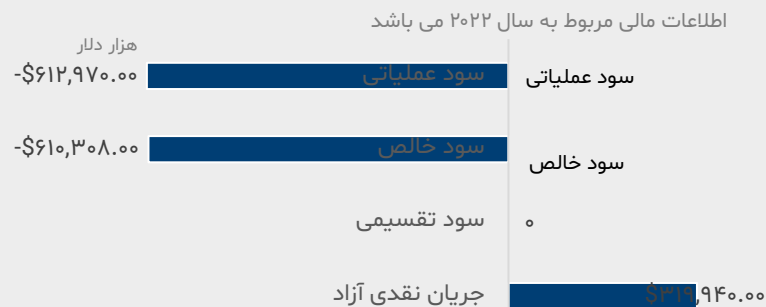 اطلاعات مالی مربوط به سال ۲۰۲۲ می باشد
هزار دلار
سود عملیاتی سود عملیاتی -$۶۱۲,۹۷۰.۰۰
سود خالص سود خالص -$۶۱۰,۳۰۸.۰۰
۰ سود تقسیمی
$۳۱۹,۹۴۰.۰۰ جریان نقدی آزاد